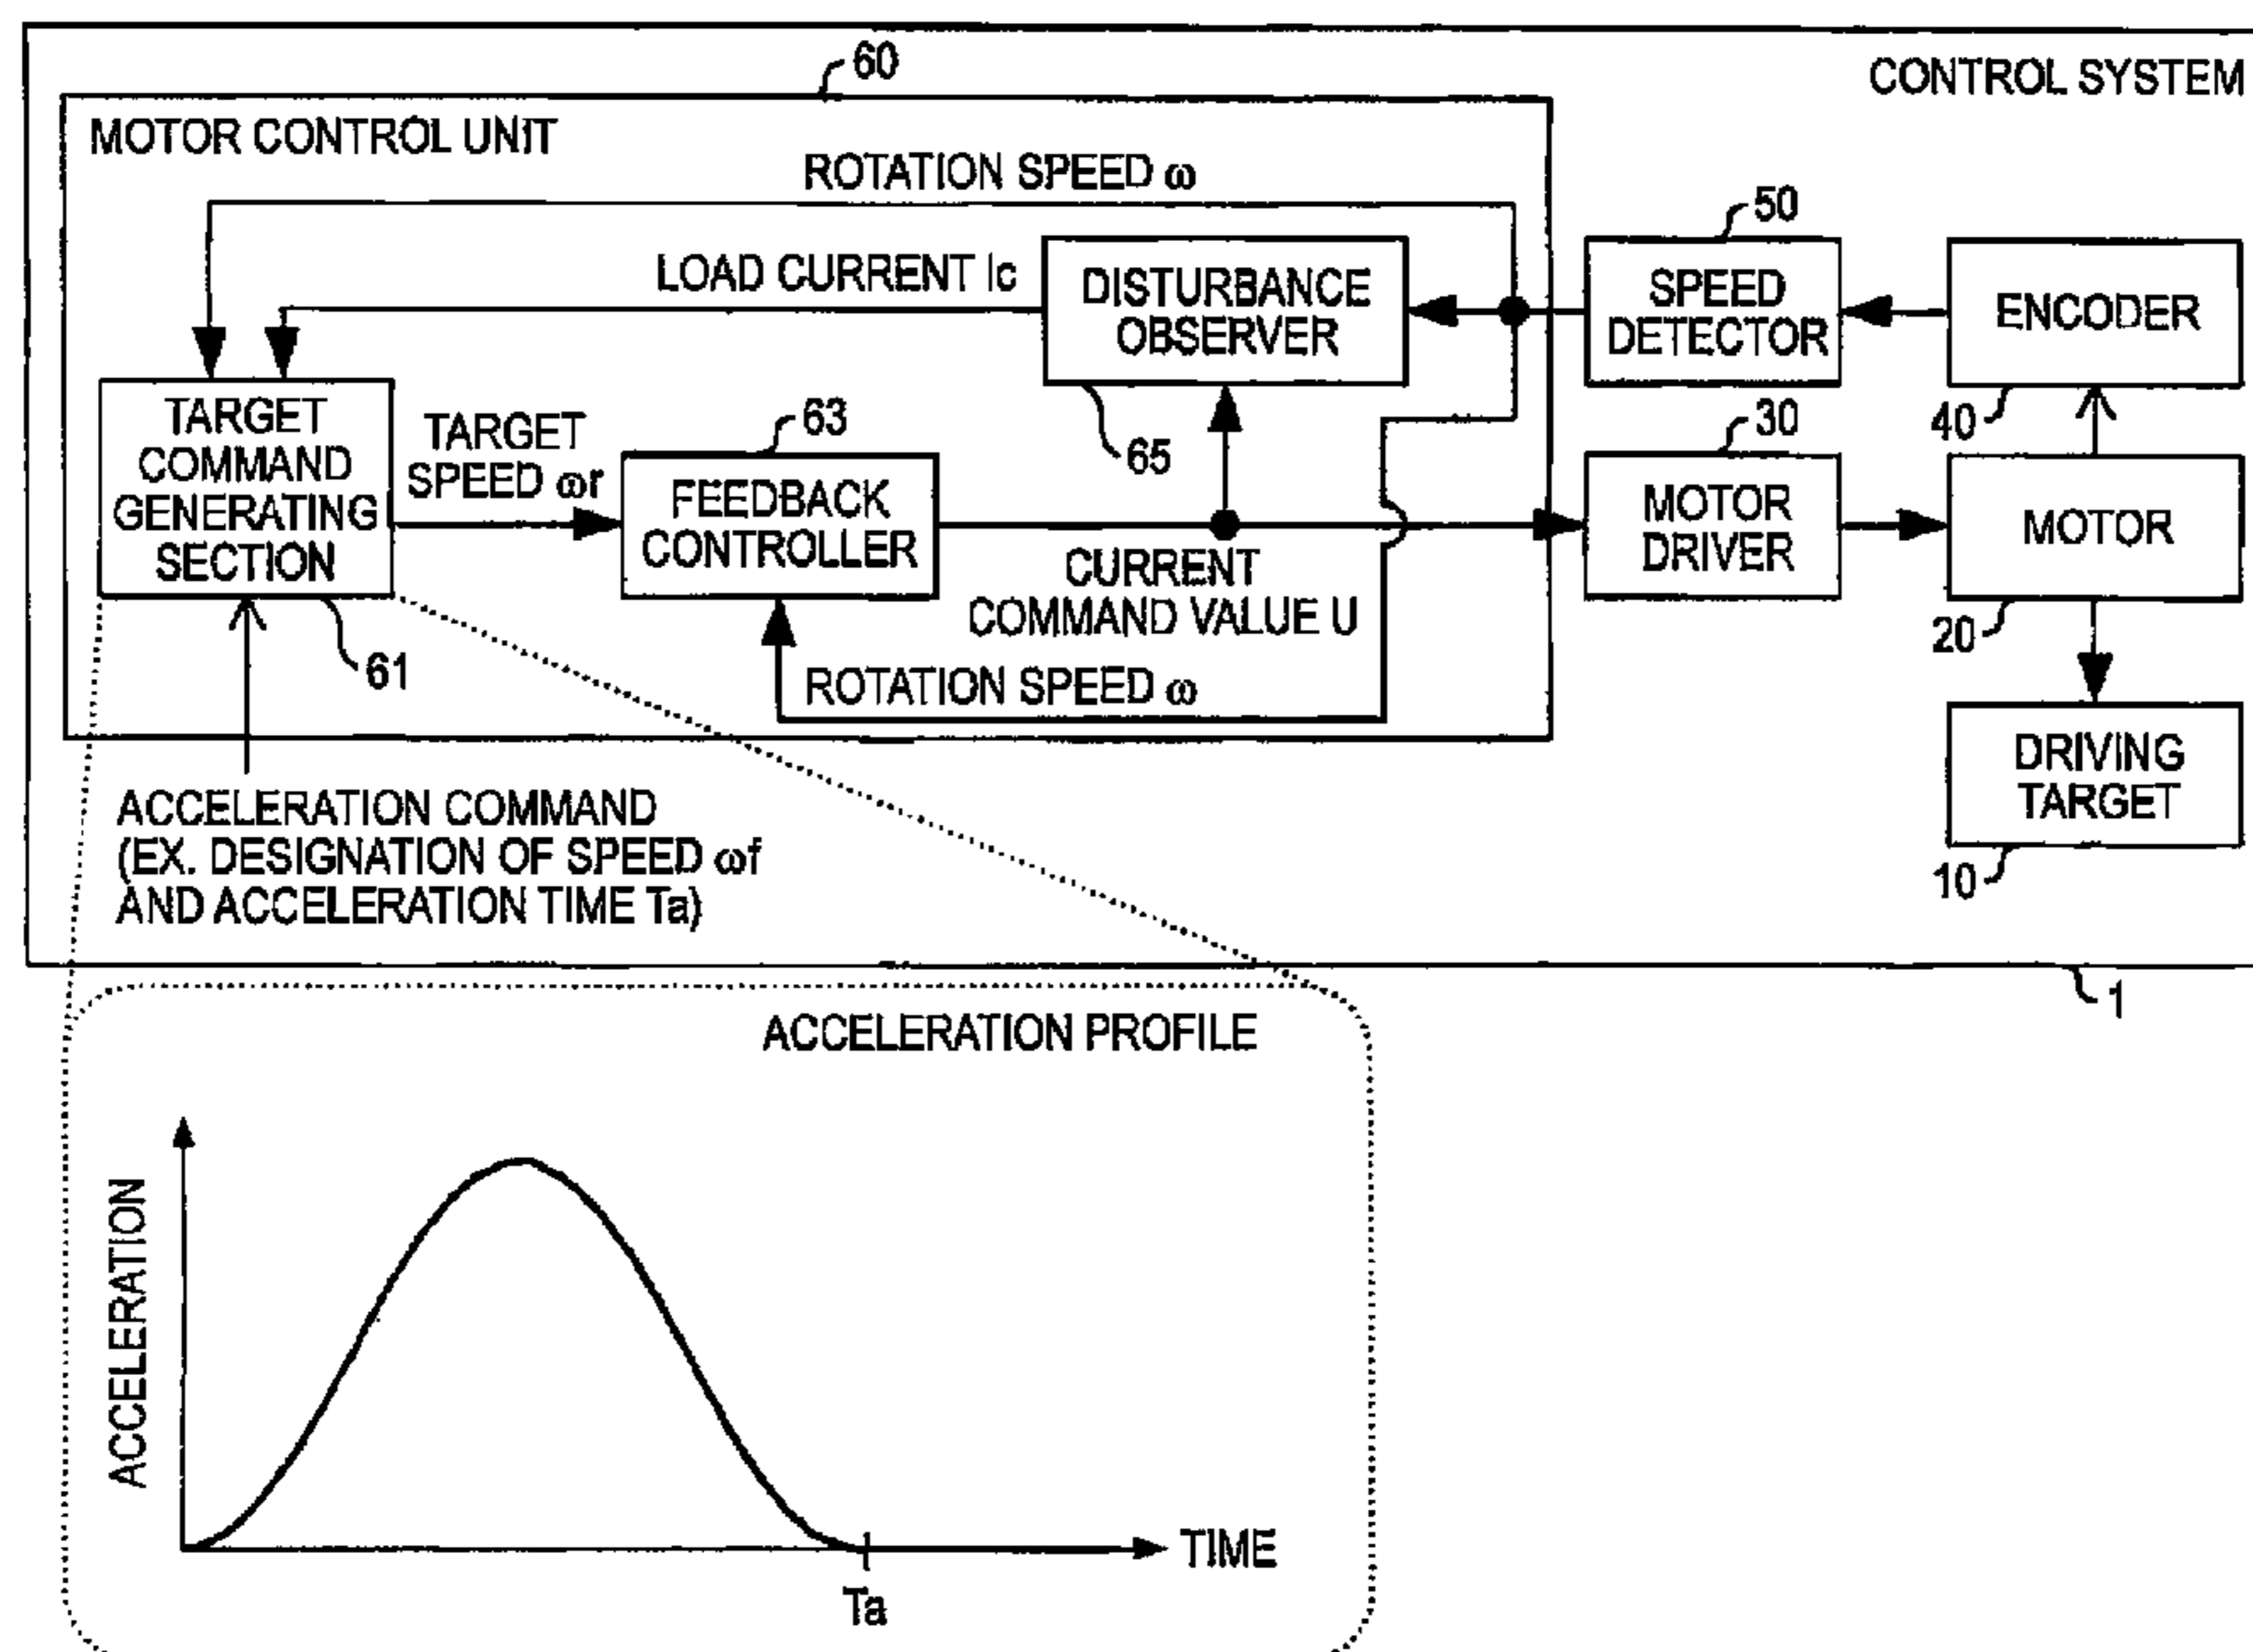 CONTROL SYSTEM
60
MOTOR CONTROL UNIT
ROTATION SPEED ω
50
LOAD CURRENT Ic
DISTURBANCE
OBSERVER
SPEED
DETECTOR
ENCODER
TARGET
COMMAND
GENERATING
SECTION
TARGET
SPEED ωr
63
65
30
40
FEEDBACK
CONTROLLER
MOTOR
DRIVER
MOTOR
CURRENT
COMMAND VALUE U
20
61
ROTATION SPEED ω
DRIVING
TARGET
10
ACCELERATION COMMAND
(EX. DESIGNATION OF SPEED ωf
AND ACCELERATION TIME Ta)
1
ACCELERATION PROFILE
ACCELERATION
TIME
Ta